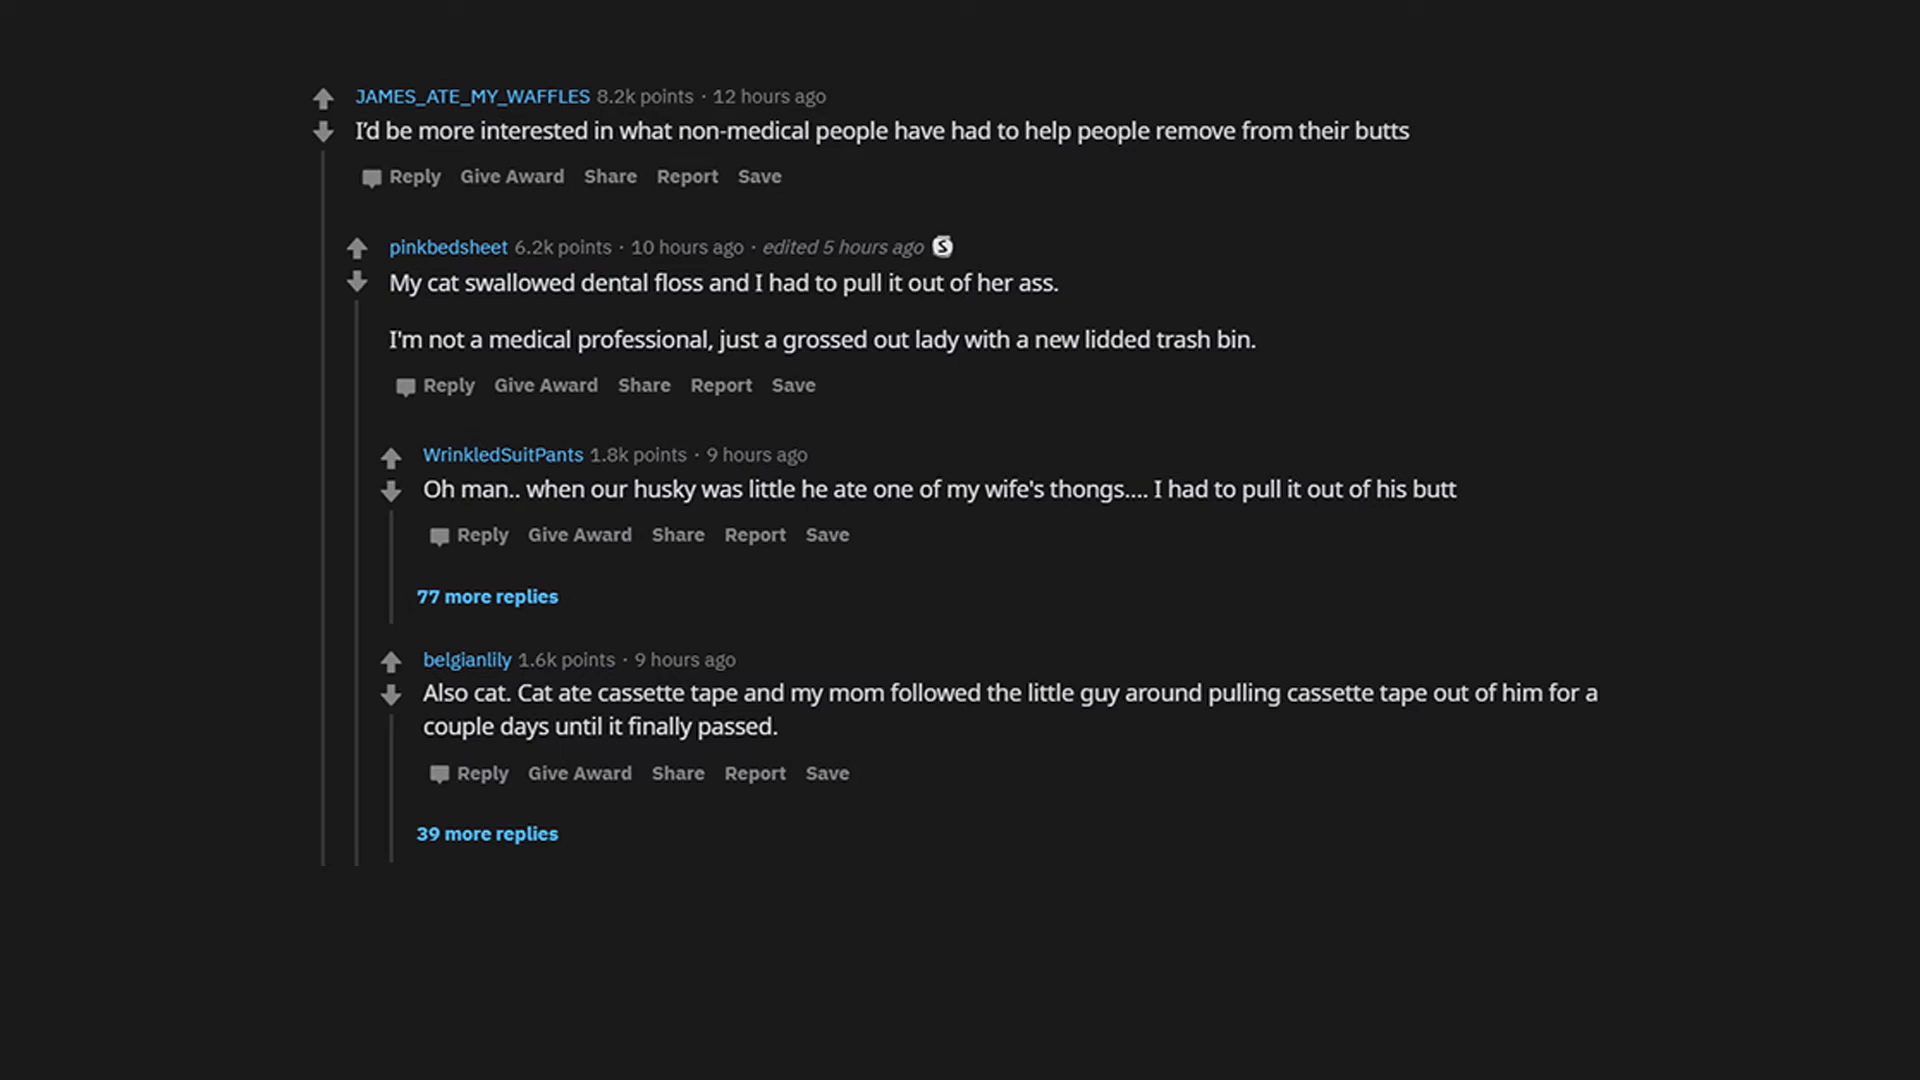 JAMES_ATE_MY_WAFFLES 8.2k points · 12 hours ago
I'd be more interested in what non-medical people have had to help people remove from their butts
Reply Give Award Share Report Save
pinkbedsheet 6.2k points · 10 hours ago · edited 5 hours ago S
My cat swallowed dental floss and I had to pull it out of her ass.
I'm not a medical professional, just a grossed out lady with a new lidded trash bin.
Reply Give Award Share Report Save
WrinkledSuitPants 1.8k points · 9 hours ago
Oh man.. when our husky was little he ate one of my wife's thongs.... I had to pull it out of his butt
Reply Give Award Share Report Save
77 more replies
belgianlily 1.6k points · 9 hours ago
Also cat. Cat ate cassette tape and my mom followed the little guy around pulling cassette tape out of him for a
couple days until it finally passed.
Reply Give Award Share Report Save
39 more replies